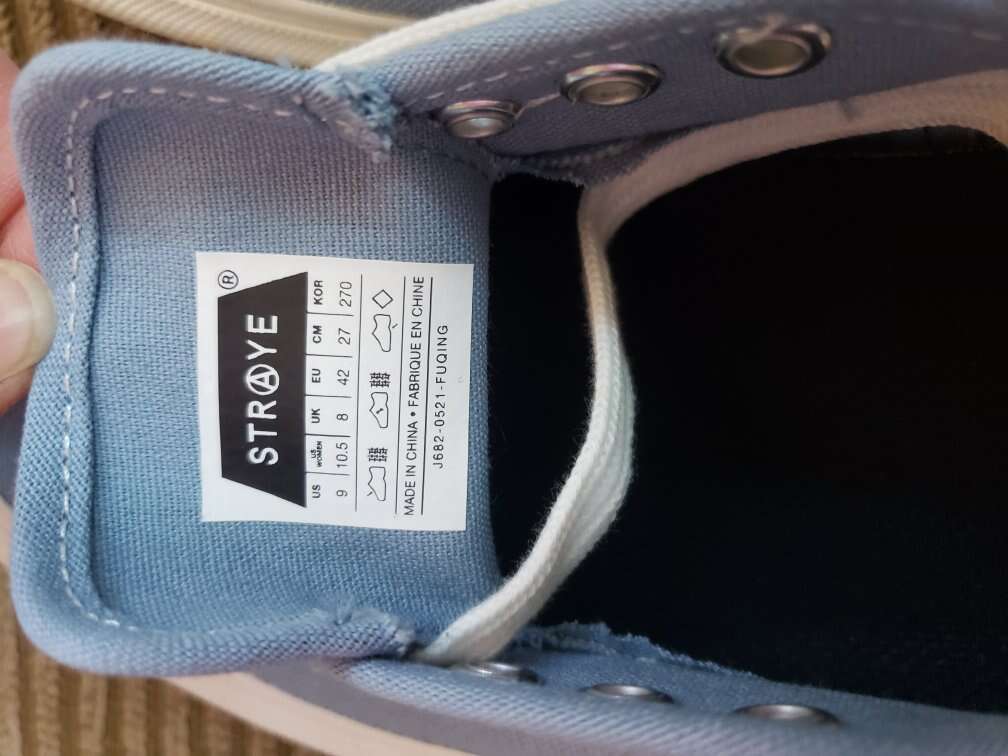 STRAYE ®
US US WOMEN UK EU CM KOR
9 10.5 8 42 27 270
MADE IN CHINA • FABRIQUE EN CHINE
J682-0521-FUQING